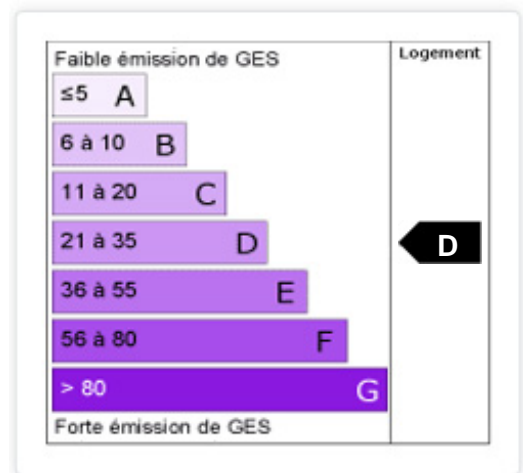 Faible émission de GES
Logement
≤5 A
6 à 10 B
11 à 20 C
21 à 35 D
D
36 à 55 E
56 à 80 F
> 80 G
Forte émission de GES